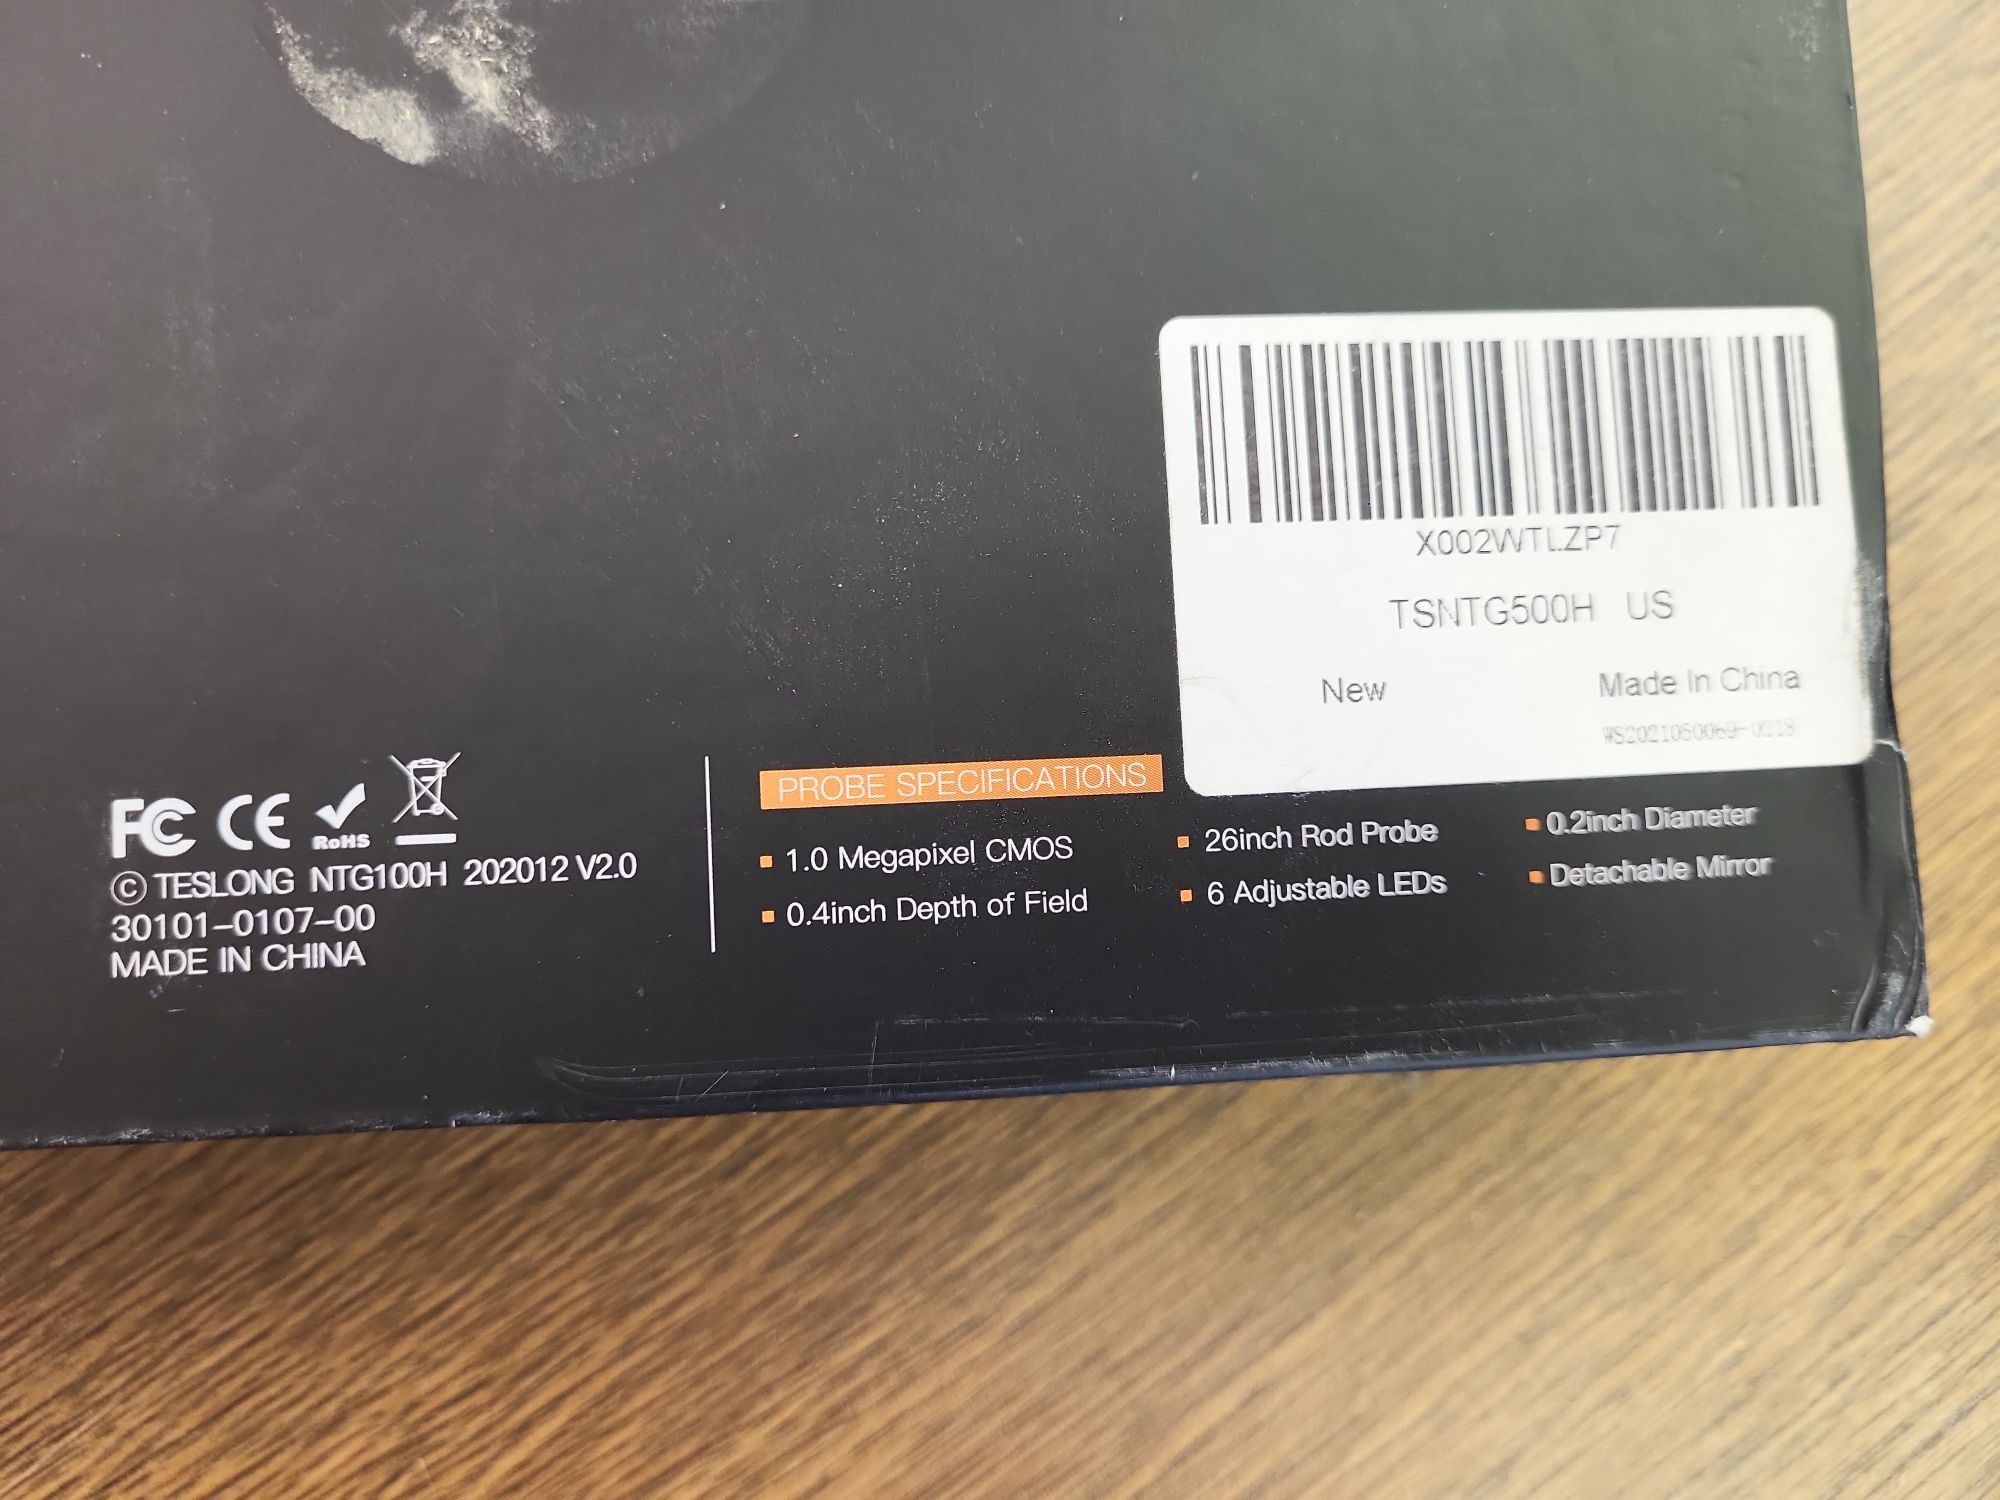 X002WTLZP7
TSNTG500H US
New Made In China
FC CE RoHS
© TESLONG NTG100H 202012 V2.0
30101-0107-00
MADE IN CHINA
PROBE SPECIFICATIONS
1.0 Megapixel CMOS
0.4inch Depth of Field
26inch Rod Probe
6 Adjustable LEDs
0.2inch Diameter
Detachable Mirror